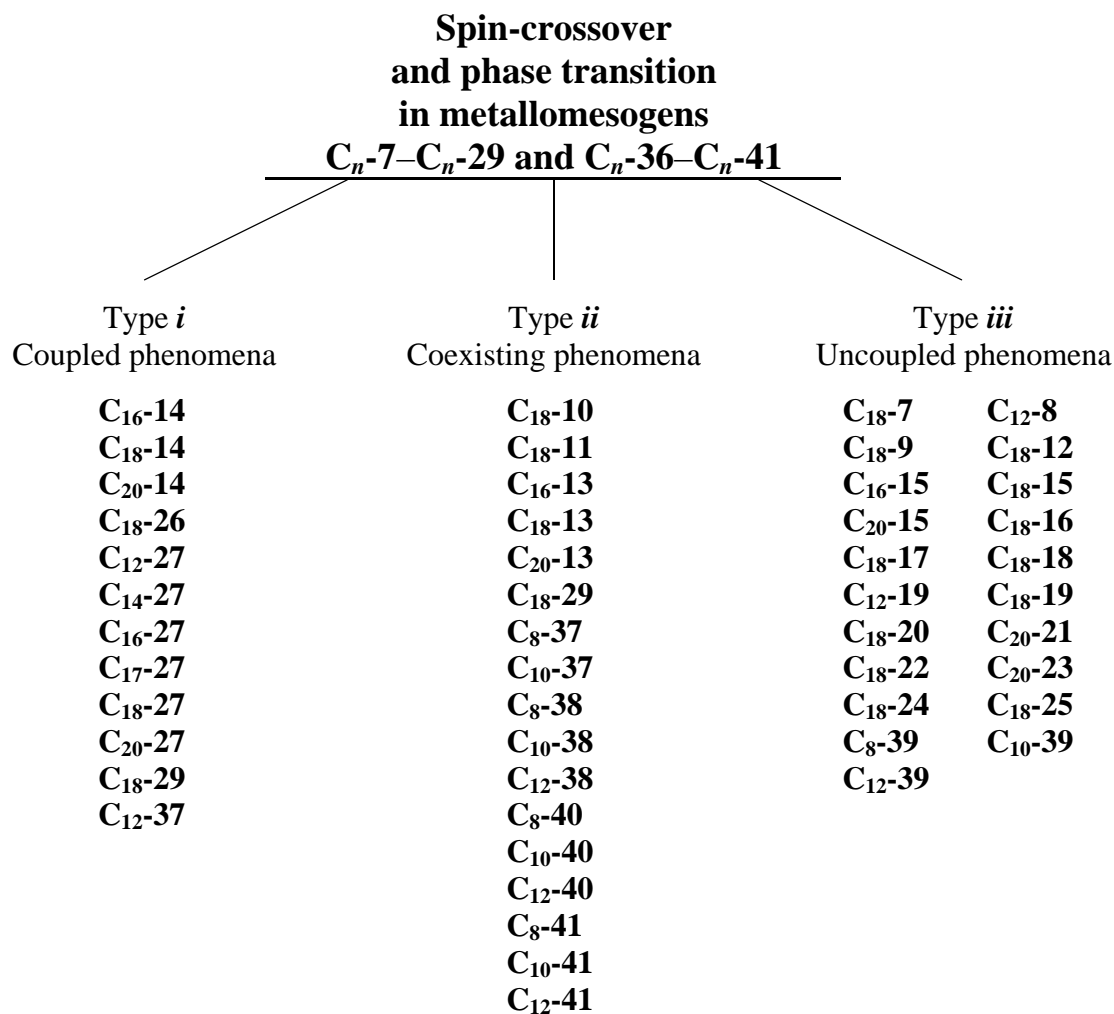 Spin-crossover
and phase transition
in metallomesogens
Cn-7–Cn-29 and Cn-36–Cn-41
Type i
Coupled phenomena
C16-14
C18-14
C20-14
C18-26
C12-27
C14-27
C16-27
C17-27
C18-27
C20-27
C18-29
C12-37
Type ii
Coexisting phenomena
C18-10
C18-11
C16-13
C18-13
C20-13
C18-29
C8-37
C10-37
C8-38
C10-38
C12-38
C8-40
C10-40
C12-40
C8-41
C10-41
C12-41
Type iii
Uncoupled phenomena
C18-7 C12-8
C18-9 C18-12
C16-15 C18-15
C20-15 C18-16
C18-17 C18-18
C12-19 C18-19
C18-20 C20-21
C18-22 C20-23
C18-24 C18-25
C8-39 C10-39
C12-39